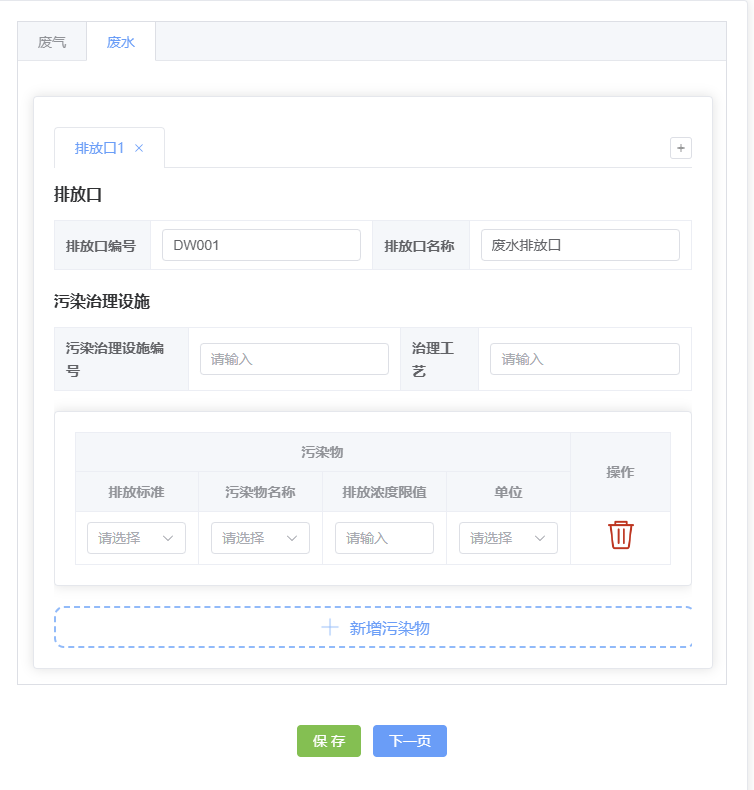 废气 废水
排放口1 × +
排放口
排放口编号 DW001 排放口名称 废水排放口
污染治理设施
污染治理设施编
号
请输入
治理工
艺
请输入
污染物 操作
排放标准 污染物名称 排放浓度限值 单位
请选择 请选择 请输入 请选择
新增污染物
保 存 下一页